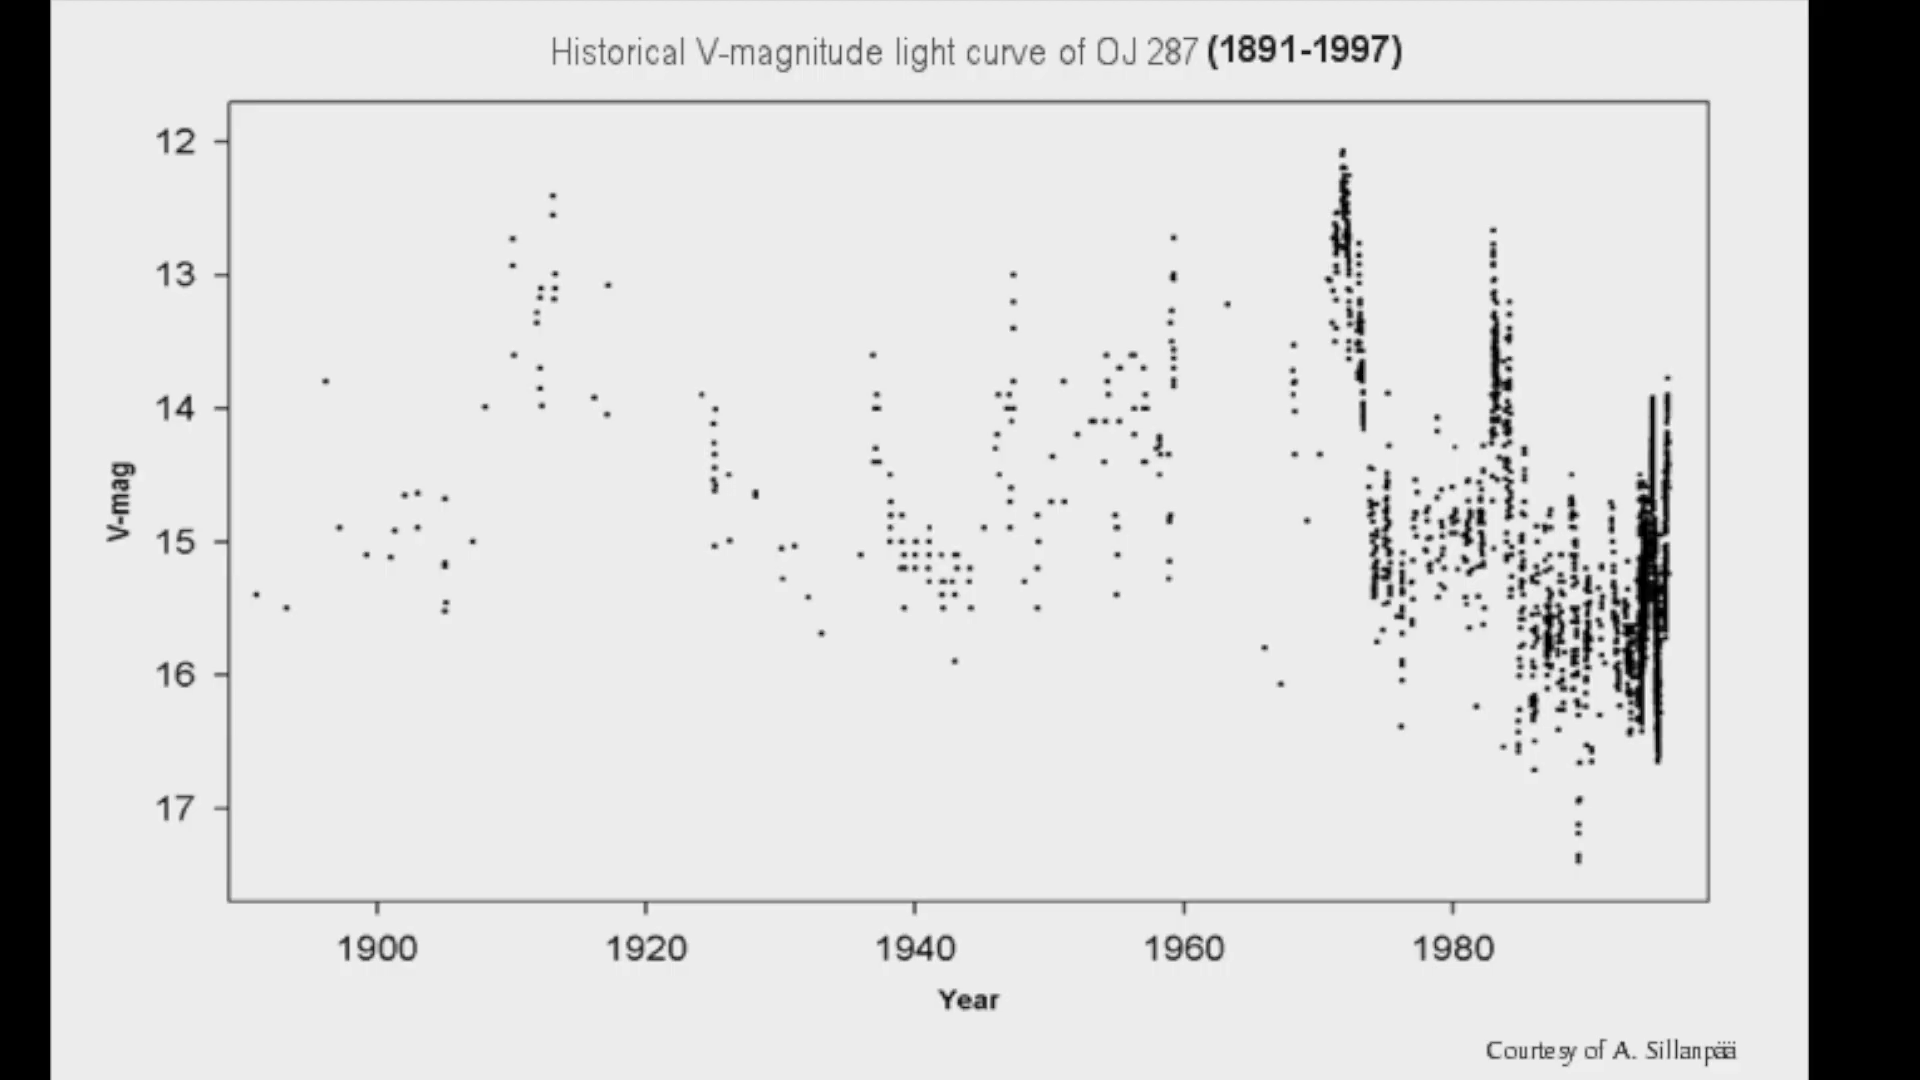 Historical V-magnitude light curve of OJ 287 (1891-1997)
12
13
14
15
16
17
V-mag
1900 1920 1940 1960 1980
Year
Courtesy of A. Sillanpää